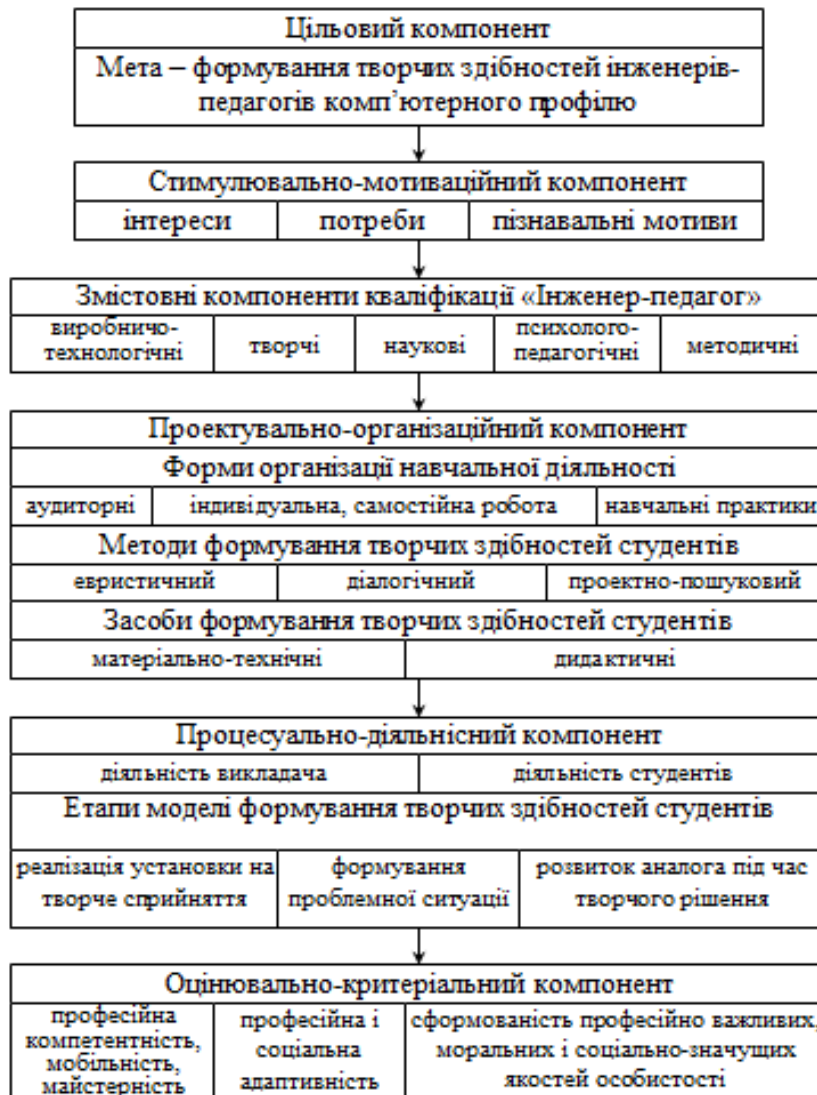 Цільовий компонент
Мета – формування творчих здібностей інженерів-
педагогів комп’ютерного профілю
Стимулювально-мотиваційний компонент
інтереси потреби пізнавальні мотиви
Змістовні компоненти кваліфікації «Інженер-педагог»
виробничо-
технологічні
творчі
наукові
психолого-
педагогічні
методичні
Проектувально-організаційний компонент
Форми організації навчальної діяльності
аудиторні індивідуальна, самостійна робота навчальні практики
Методи формування творчих здібностей студентів
евристичний діалогічний проектно-пошуковий
Засоби формування творчих здібностей студентів
матеріально-технічні дидактичні
Процесуально-діяльнісний компонент
діяльність викладача діяльність студентів
Етапи моделі формування творчих здібностей студентів
реалізація установки на
творче сприйняття
формування
проблемної ситуації
розвиток аналога під час
творчого рішення
Оцінювально-критеріальний компонент
професійна
компетентність,
мобільність,
майстерність
професійна і
соціальна
адаптивність
сформованість професійно важливих,
моральних і соціально-значущих
якостей особистості